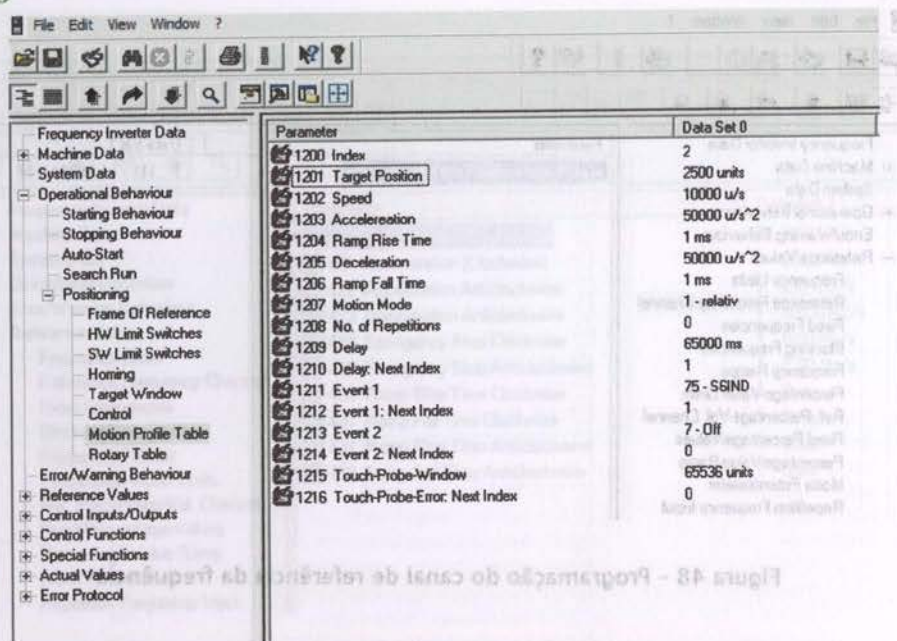 File Edit View Window ?
Frequency Inverter Data
Machine Data
System Data
Operational Behaviour
Starting Behaviour
Stopping Behaviour
Auto-Start
Search Run
Positioning
Frame Of Reference
HW Limit Switches
SW Limit Switches
Homing
Target Window
Control
Motion Profile Table
Rotary Table
Error/Warning Behaviour
Reference Values
Control Inputs/Outputs
Control Functions
Special Functions
Actual Values
Error Protocol
Parameter Data Set 0
1200 Index 2
1201 Target Position 2500 units
1202 Speed 10000 u/s
1203 Accelereation 50000 u/s^2
1204 Ramp Rise Time 1 ms
1205 Deceleration 50000 u/s^2
1206 Ramp Fall Time 1 ms
1207 Motion Mode 1 - relativ
1208 No. of Repetitions 0
1209 Delay 65000 ms
1210 Delay: Next Index 1
1211 Event 1 75 - S6IND
1212 Event 1: Next Index 1
1213 Event 2 7 - Off
1214 Event 2: Next Index 0
1215 Touch-Probe-Window 65536 units
1216 Touch-Probe-Error: Next Index 0
Figura 48 - Programação do canal de referência da frequência